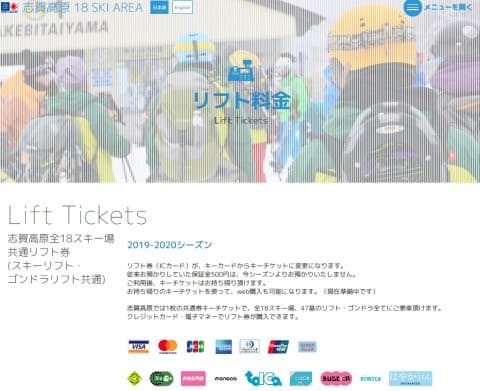 志賀高原 18 SKI AREA
日本語
English
メニューを開く
AKEBITAIYAMA
リフト料金
Lift Tickets
Lift Tickets
志賀高原全18スキー場
共通リフト券
(スキーリフト・
ゴンドラリフト共通)
2019-2020シーズン
リフト券（ICカード）が、キーカードからキーチケットに変更になります。
従来お預かりしていた保証金500円は、今シーズンよりお預かりいたしません。
ご利用後、キーチケットはお持ち帰り頂けます。
お持ち帰りのキーチケットを使って、web購入も可能になります。（現在準備中です）
志賀高原では1枚の共通券キーチケットで、全18スキー場、47基のリフト・ゴンドラ全てにご乗車頂けます。
クレジットカード・電子マネーでリフト券が購入できます。
VISA
MasterCard
JCB
UnionPay
PASMO
manaca
TOICA
SUGOCA
nimoca
はやかけん